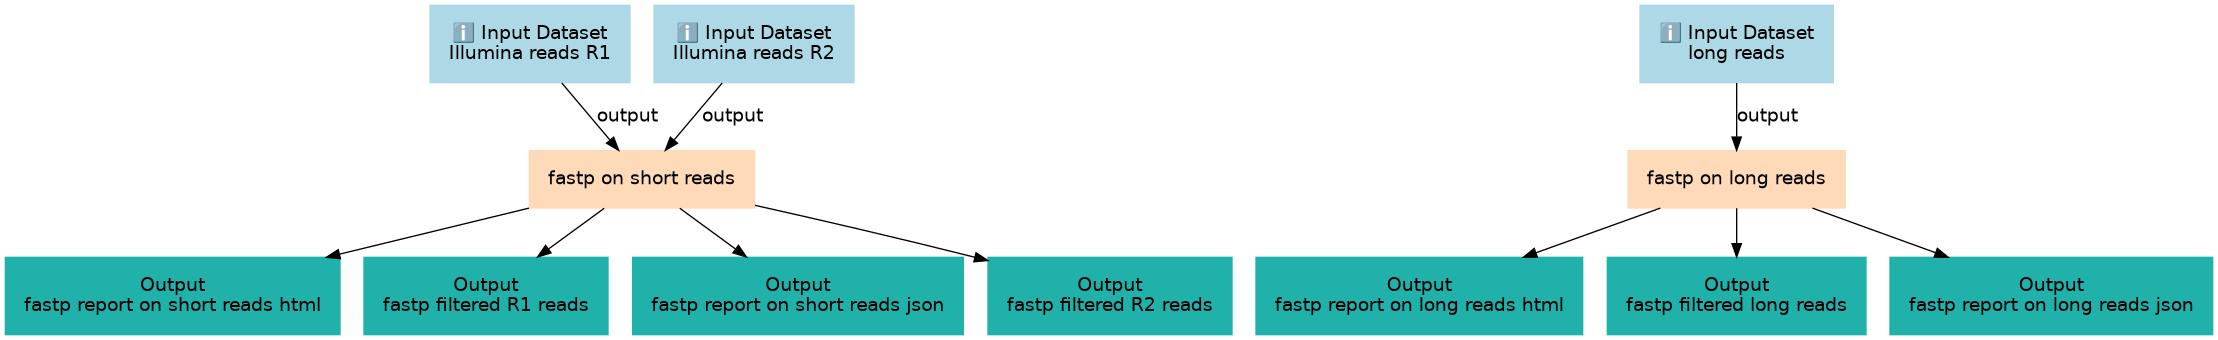 ℹ️ Input Dataset
Illumina reads R1
ℹ️ Input Dataset
Illumina reads R2
ℹ️ Input Dataset
long reads
output
output
output
fastp on short reads
fastp on long reads
Output
fastp report on short reads html
Output
fastp filtered R1 reads
Output
fastp report on short reads json
Output
fastp filtered R2 reads
Output
fastp report on long reads html
Output
fastp filtered long reads
Output
fastp report on long reads json